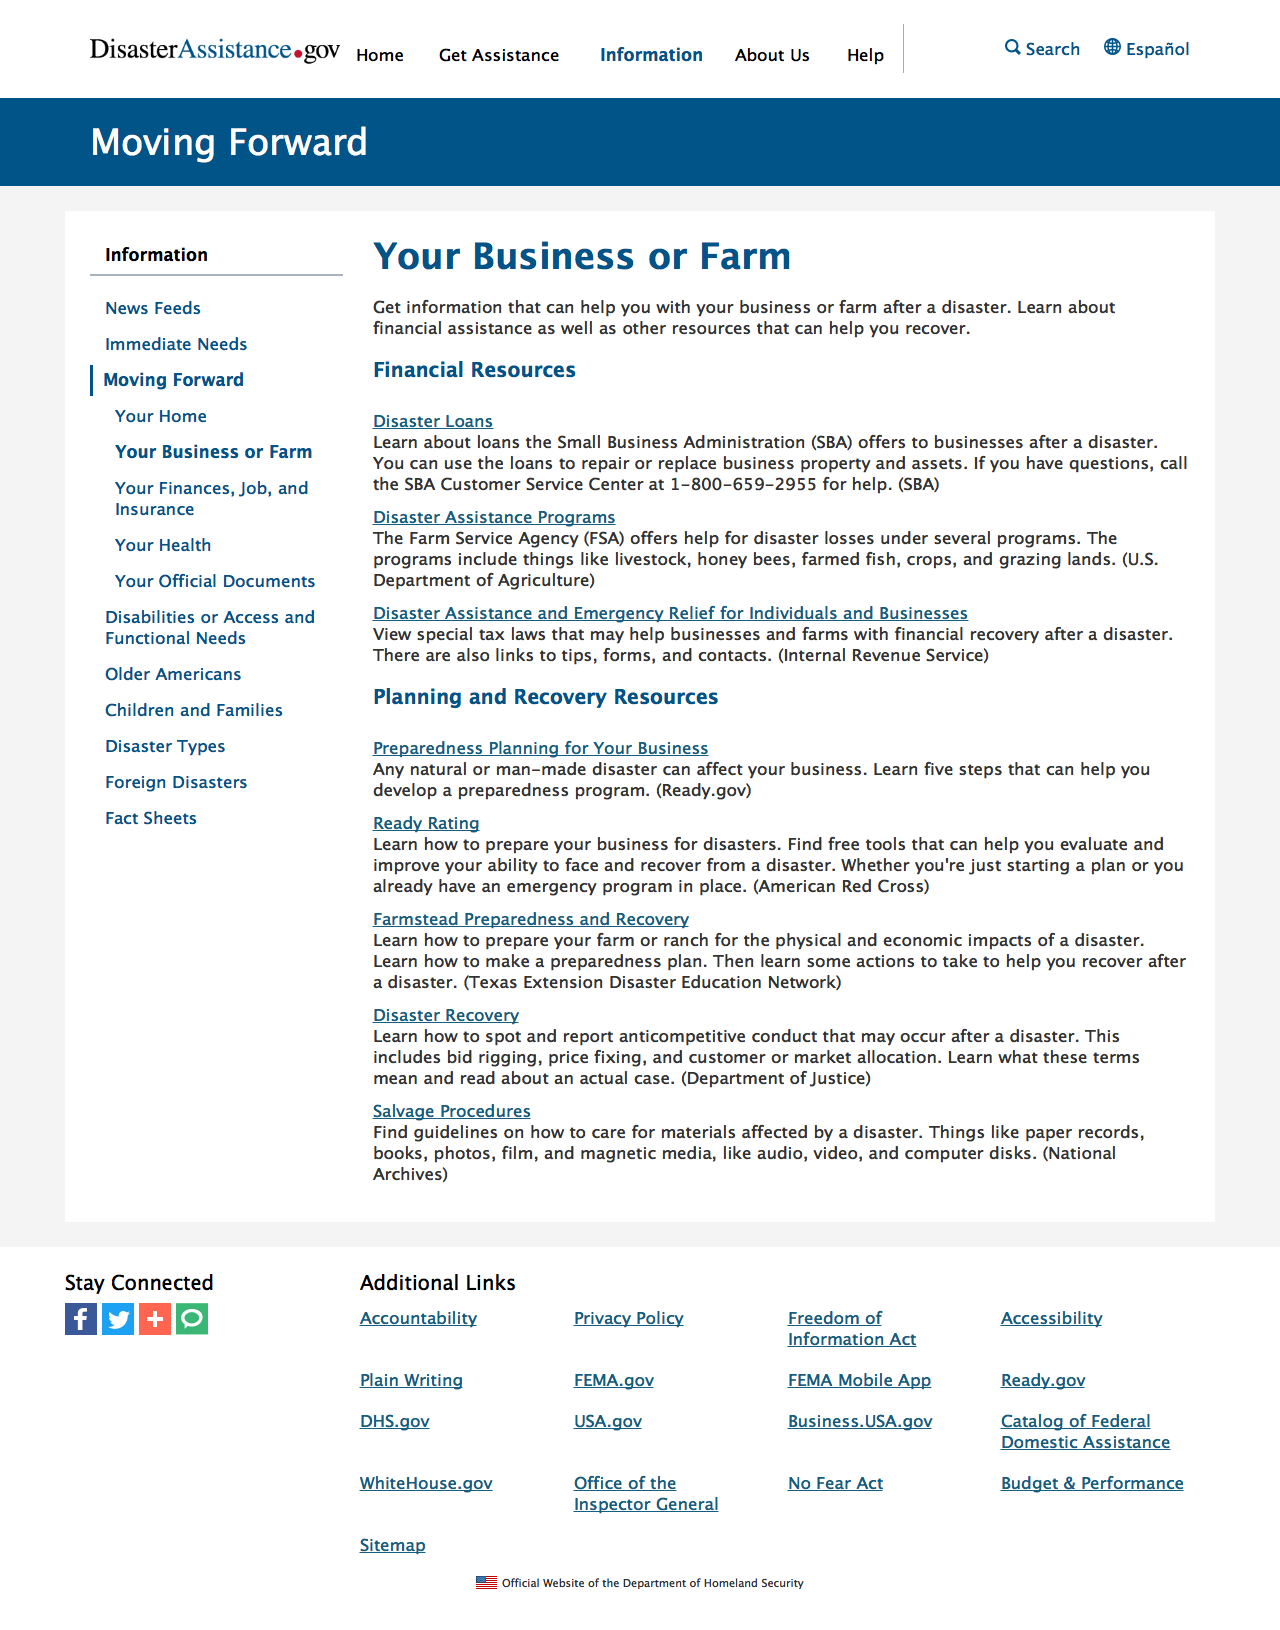 DisasterAssistance.gov
Home
Get Assistance
Information
About Us
Help
Search
Español
Moving Forward
Information
News Feeds
Immediate Needs
Moving Forward
Your Home
Your Business or Farm
Your Finances, Job, and
Insurance
Your Health
Your Official Documents
Disabilities or Access and
Functional Needs
Older Americans
Children and Families
Disaster Types
Foreign Disasters
Fact Sheets
Your Business or Farm
Get information that can help you with your business or farm after a disaster. Learn about
financial assistance as well as other resources that can help you recover.
Financial Resources
Disaster Loans
Learn about loans the Small Business Administration (SBA) offers to businesses after a disaster.
You can use the loans to repair or replace business property and assets. If you have questions, call
the SBA Customer Service Center at 1-800-659-2955 for help. (SBA)
Disaster Assistance Programs
The Farm Service Agency (FSA) offers help for disaster losses under several programs. The
programs include things like livestock, honey bees, farmed fish, crops, and grazing lands. (U.S.
Department of Agriculture)
Disaster Assistance and Emergency Relief for Individuals and Businesses
View special tax laws that may help businesses and farms with financial recovery after a disaster.
There are also links to tips, forms, and contacts. (Internal Revenue Service)
Planning and Recovery Resources
Preparedness Planning for Your Business
Any natural or man-made disaster can affect your business. Learn five steps that can help you
develop a preparedness program. (Ready.gov)
Ready Rating
Learn how to prepare your business for disasters. Find free tools that can help you evaluate and
improve your ability to face and recover from a disaster. Whether you're just starting a plan or you
already have an emergency program in place. (American Red Cross)
Farmstead Preparedness and Recovery
Learn how to prepare your farm or ranch for the physical and economic impacts of a disaster.
Learn how to make a preparedness plan. Then learn some actions to take to help you recover after
a disaster. (Texas Extension Disaster Education Network)
Disaster Recovery
Learn how to spot and report anticompetitive conduct that may occur after a disaster. This
includes bid rigging, price fixing, and customer or market allocation. Learn what these terms
mean and read about an actual case. (Department of Justice)
Salvage Procedures
Find guidelines on how to care for materials affected by a disaster. Things like paper records,
books, photos, film, and magnetic media, like audio, video, and computer disks. (National
Archives)
Stay Connected
Additional Links
Accountability
Privacy Policy
Freedom of
Information Act
Accessibility
Plain Writing
FEMA.gov
FEMA Mobile App
Ready.gov
DHS.gov
USA.gov
Business.USA.gov
Catalog of Federal
Domestic Assistance
WhiteHouse.gov
Office of the
Inspector General
No Fear Act
Budget & Performance
Sitemap
Official Website of the Department of Homeland Security